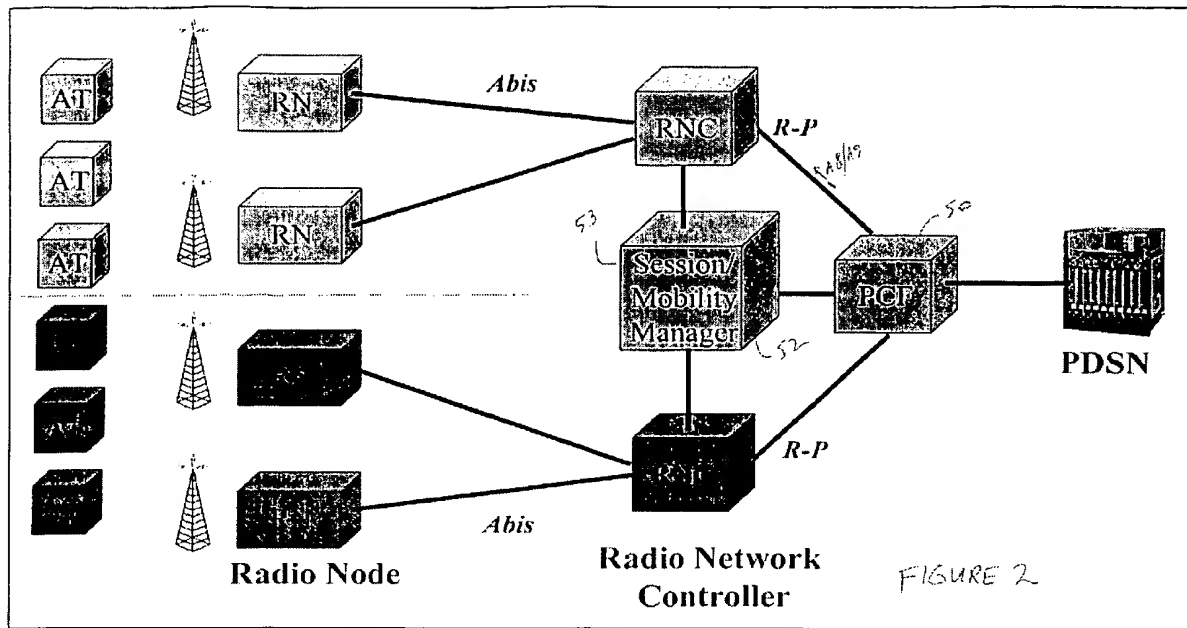 AT
AT
AT
RN
RN
Abis
RNC
R-P
53
50
Session/
Mobility
Manager
52
PCF
PDSN
RNC
R-P
Abis
Radio Node
Radio Network
Controller
FIGURE 2